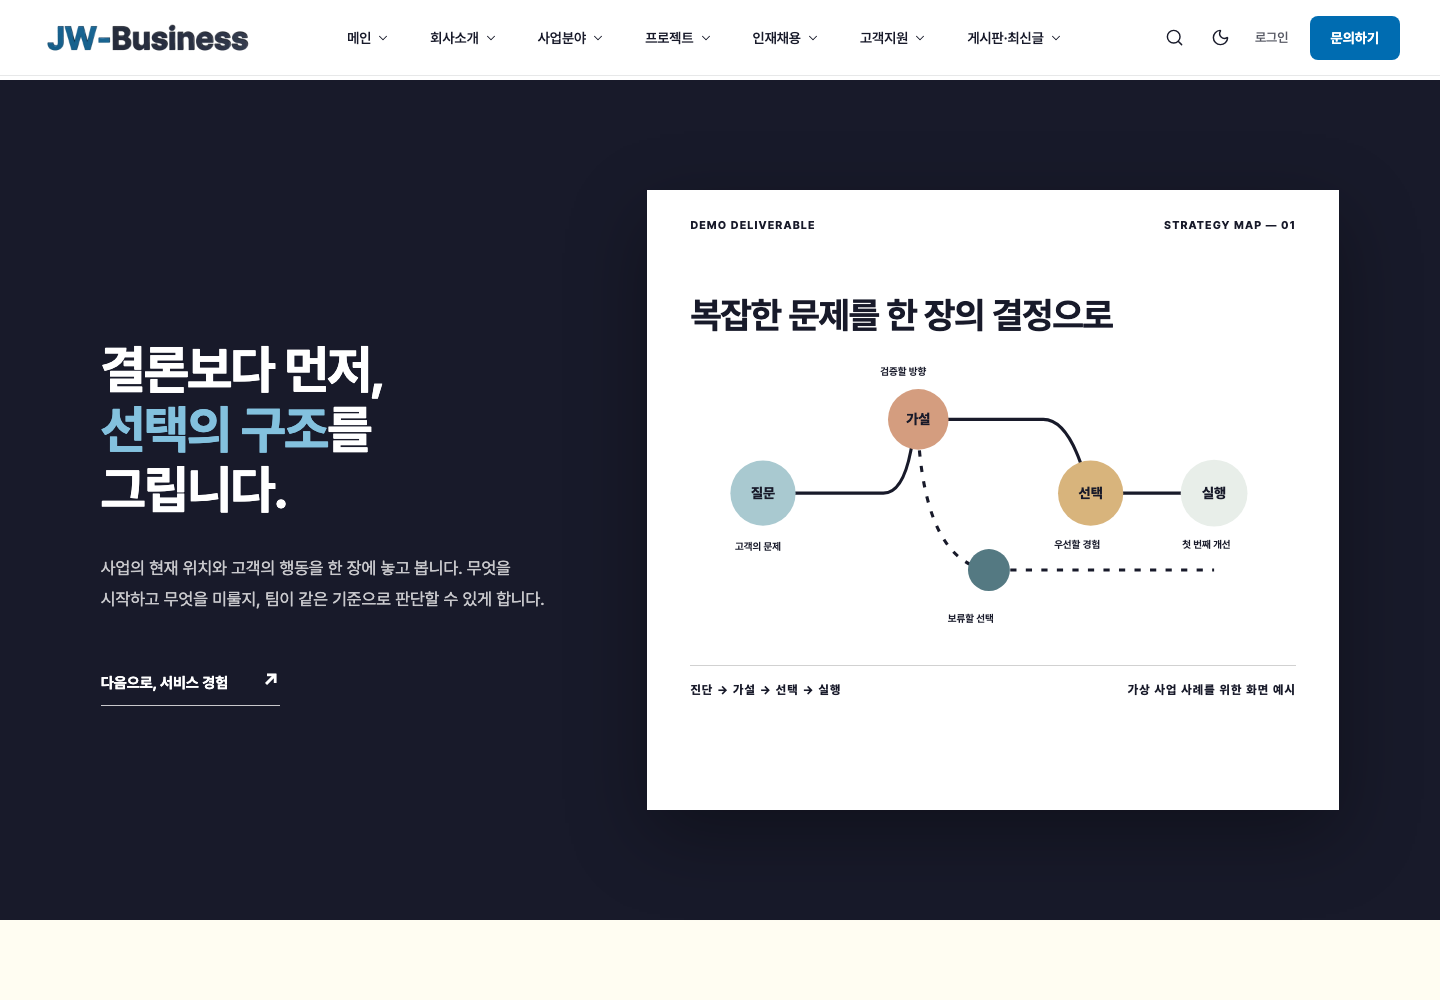 JW-Business
메인
회사소개
사업분야
프로젝트
인재채용
고객지원
게시판·최신글
로그인
문의하기
결론보다 먼저,
선택의 구조를
그립니다.
사업의 현재 위치와 고객의 행동을 한 장에 놓고 봅니다. 무엇을
시작하고 무엇을 미룰지, 팀이 같은 기준으로 판단할 수 있게 합니다.
다음으로, 서비스 경험
DEMO DELIVERABLE
STRATEGY MAP — 01
복잡한 문제를 한 장의 결정으로
검증할 방향
가설
질문
선택
실행
고객의 문제
우선할 경험
첫 번째 개선
보류할 선택
진단 → 가설 → 선택 → 실행
가상 사업 사례를 위한 화면 예시